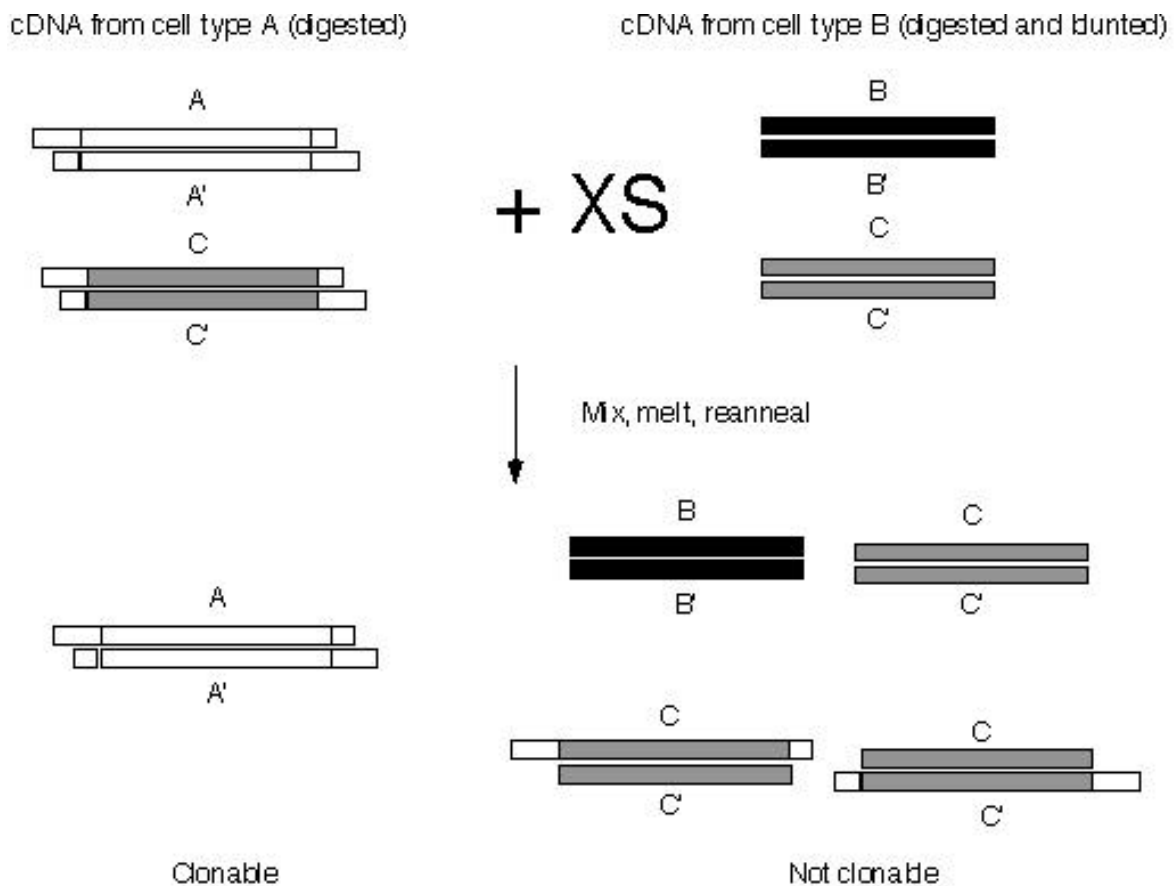 cDNA from cell type A (digested)
cDNA from cell type B (digested and blunted)
A
A'
C
C'
+ XS
B
B'
C
C'
Mix, melt, reanneal
A
A'
B
B'
C
C'
C
C'
C
C'
Clonable
Not clonable